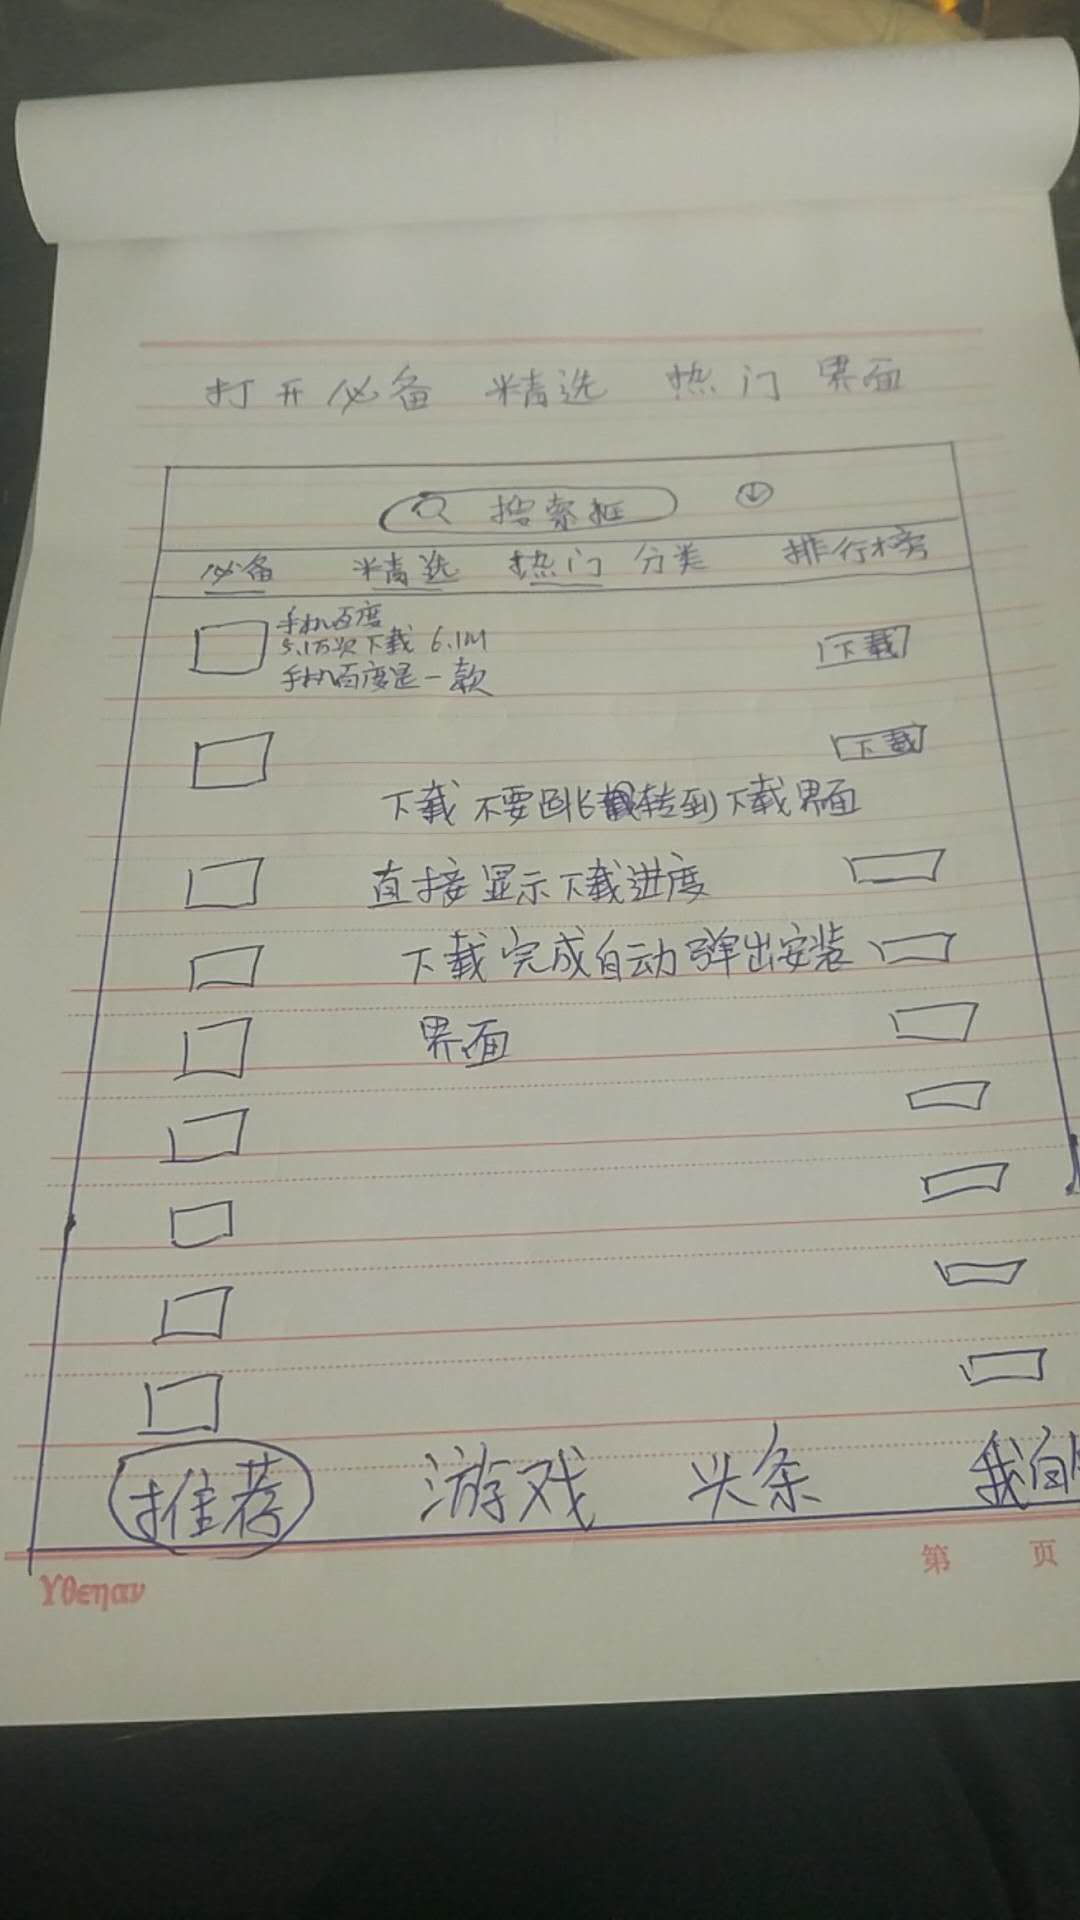 打开必备 精选 热门 界面
搜索框
必备 精选 热门 分类 排行榜
手机百度
5.1万次下载 6.1M
手机百度是一款
下载
下载
下载不要跳转到下载界面
直接显示下载进度
下载完成自动弹出安装
界面
推荐 游戏 头条 我的
第 页
Yθεηαν